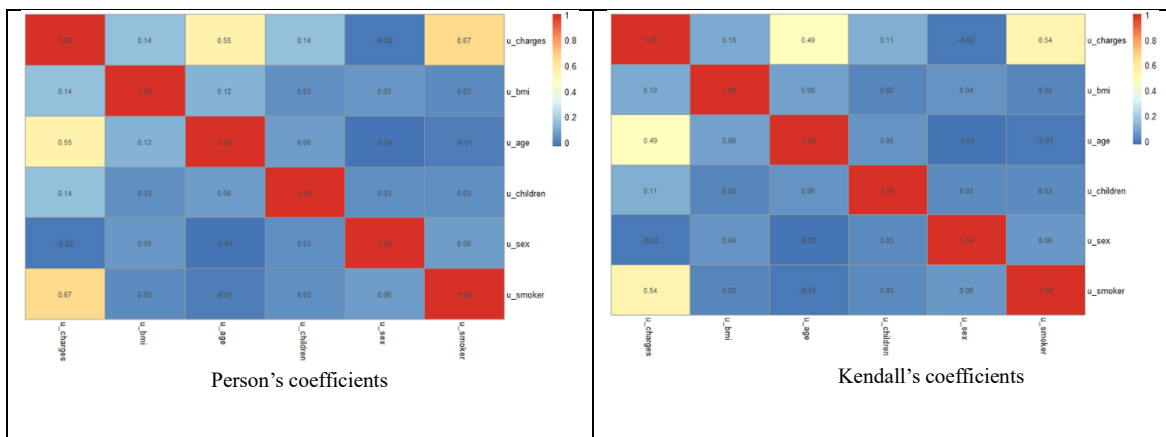 1.00 0.14 0.55 0.14 -0.02 0.67 u_charges
0.14 1.00 0.12 0.03 0.05 0.03 u_bmi
0.55 0.12 1.00 0.06 -0.04 -0.01 u_age
0.14 0.03 0.06 1.00 0.03 0.03 u_children
-0.02 0.05 -0.04 0.03 1.00 0.06 u_sex
0.67 0.03 -0.01 0.03 0.06 1.00 u_smoker
u_charges u_bmi u_age u_children u_sex u_smoker
1
0.8
0.6
0.4
0.2
0
Person’s coefficients
1.00 0.10 0.49 0.11 -0.02 0.54 u_charges
0.10 1.00 0.08 0.02 0.04 0.02 u_bmi
0.49 0.08 1.00 0.05 -0.03 -0.01 u_age
0.11 0.02 0.05 1.00 0.03 0.03 u_children
-0.02 0.04 -0.03 0.03 1.00 0.06 u_sex
0.54 0.02 -0.01 0.03 0.06 1.00 u_smoker
u_charges u_bmi u_age u_children u_sex u_smoker
1
0.8
0.6
0.4
0.2
0
Kendall’s coefficients